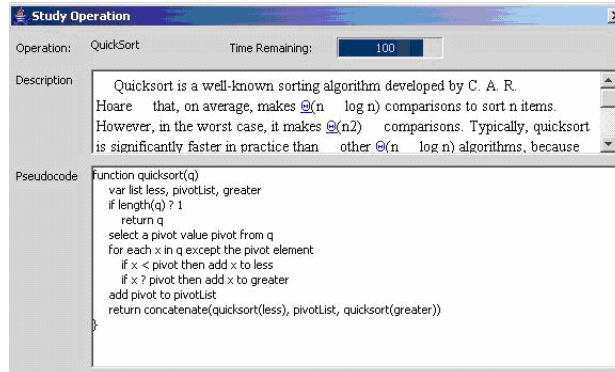 Study Operation
Operation: QuickSort Time Remaining: 100
Description
Quicksort is a well-known sorting algorithm developed by C. A. R.
Hoare that, on average, makes Θ(n log n) comparisons to sort n items.
However, in the worst case, it makes Θ(n2) comparisons. Typically, quicksort
is significantly faster in practice than other Θ(n log n) algorithms, because
Pseudocode
function quicksort(q)
var list less, pivotList, greater
if length(q) ? 1
return q
select a pivot value pivot from q
for each x in q except the pivot element
if x < pivot then add x to less
if x ? pivot then add x to greater
add pivot to pivotList
return concatenate(quicksort(less), pivotList, quicksort(greater))
}